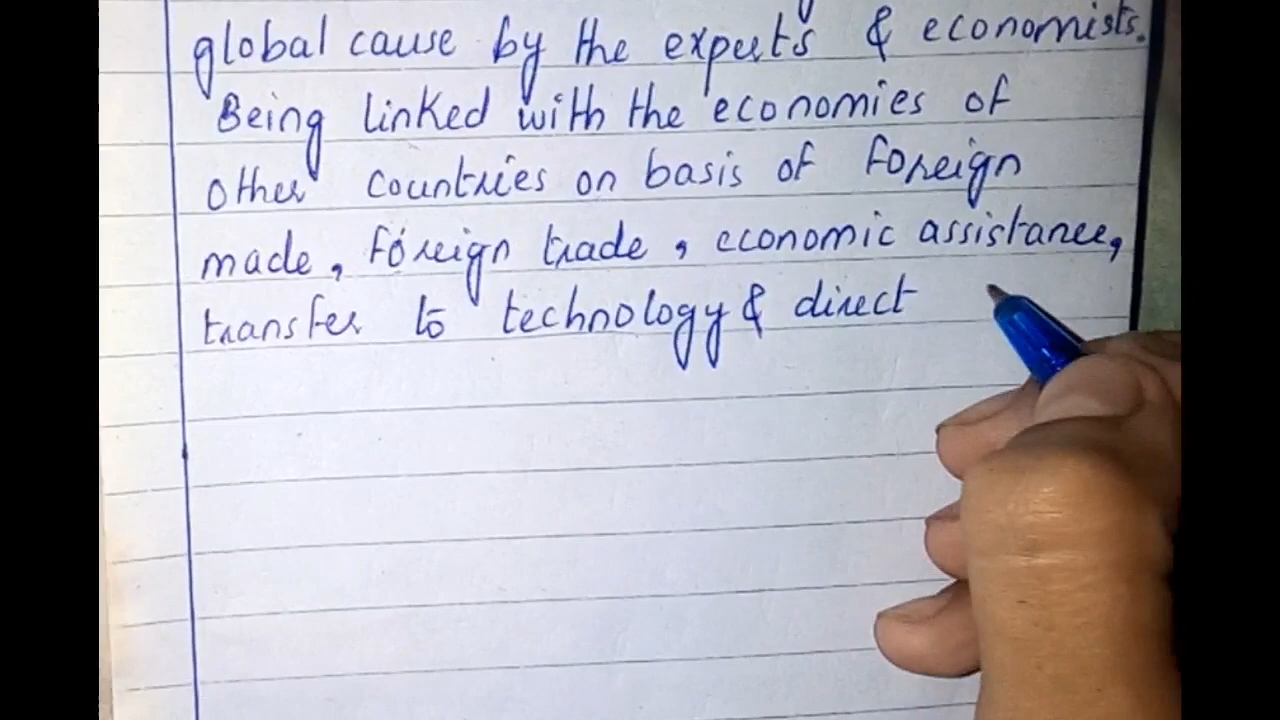 global cause by the experts & economists.
Being linked with the economies of
other countries on basis of foreign
made, foreign trade, economic assistance,
transfer to technology & direct